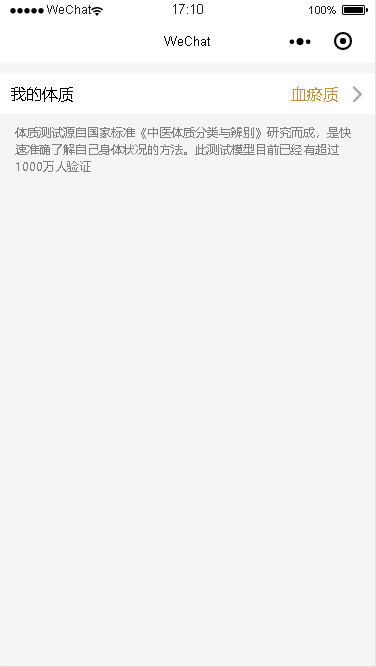 WeChat 17:10 100%
WeChat
我的体质 血瘀质
体质测试源自国家标准《中医体质分类与辨别》研究而成，是快
速准确了解自己身体状况的方法。此测试模型目前已经有超过
1000万人验证